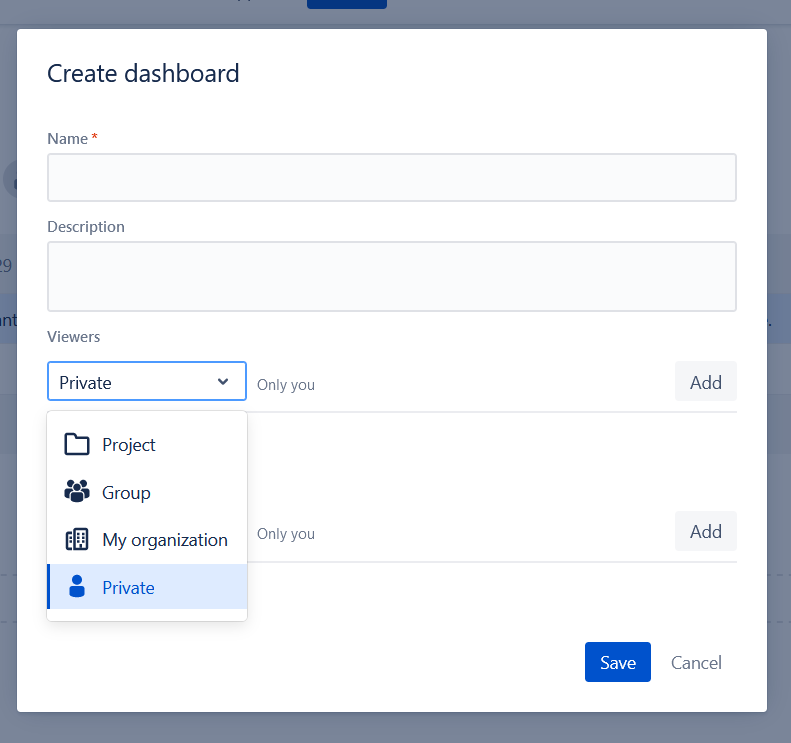 Create dashboard
Name *
Description
Viewers
Private Only you Add
Project
Group
My organization
Only you Add
Private
Save Cancel